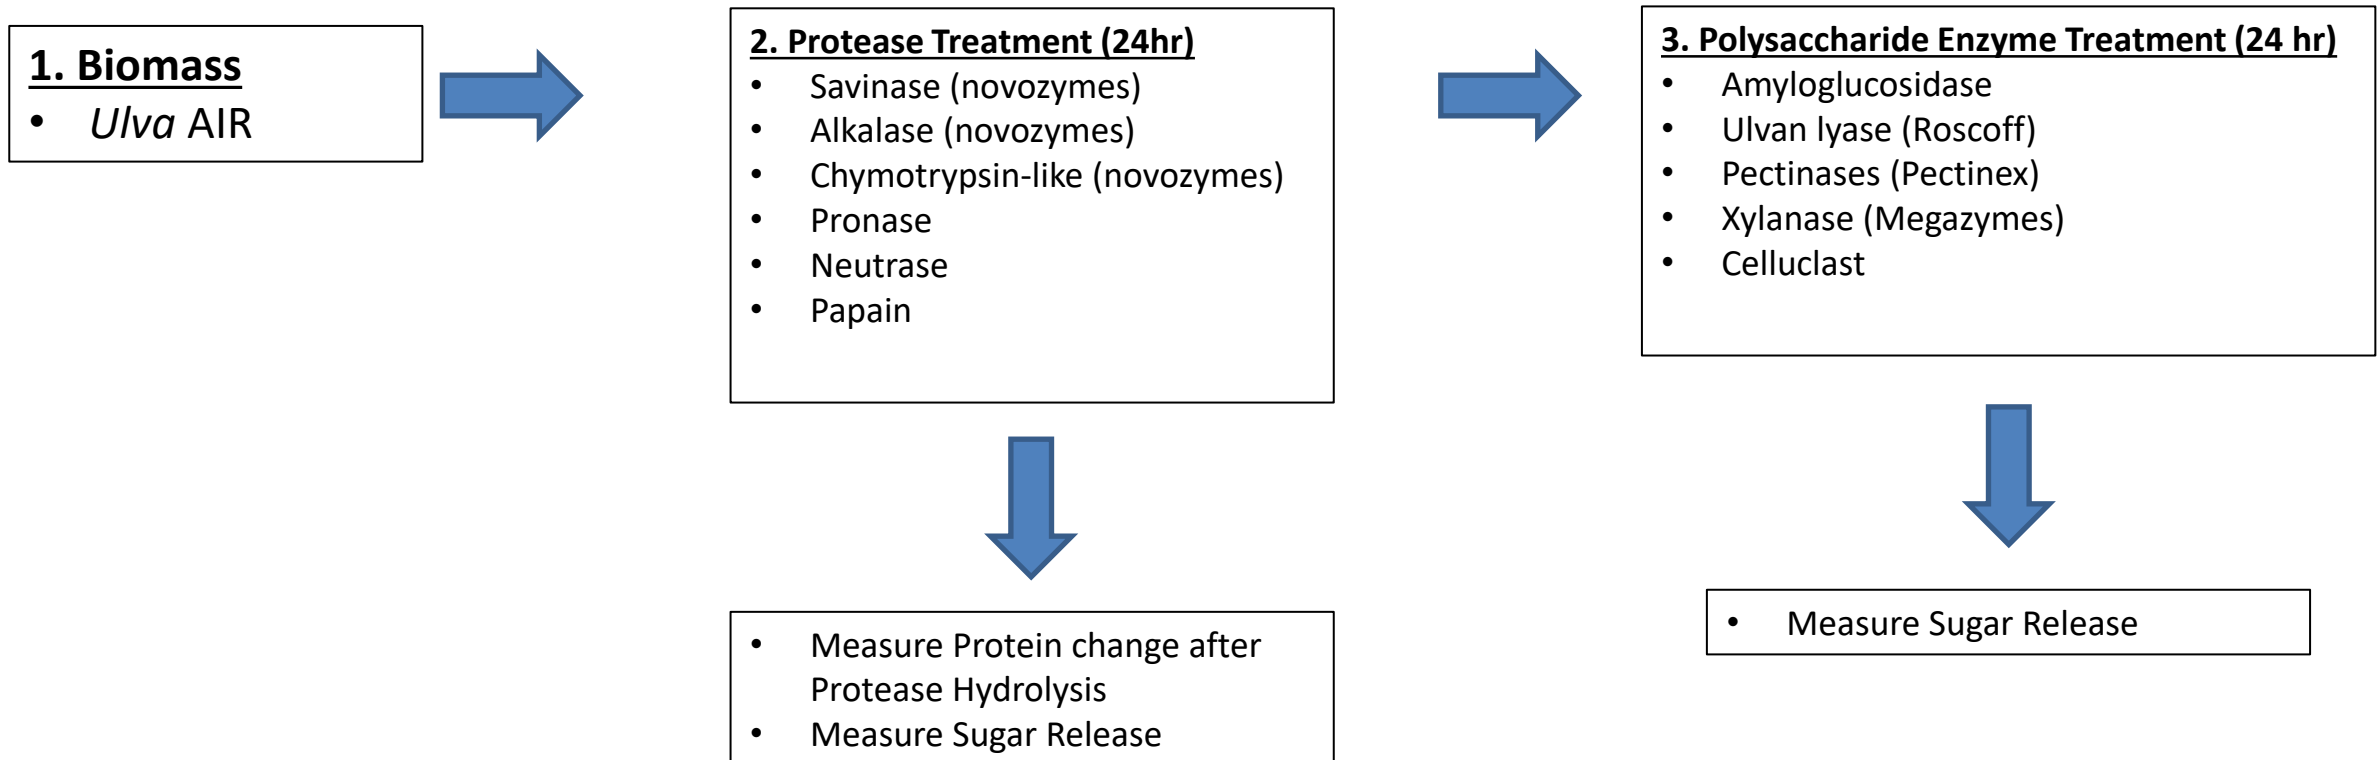 1. Biomass
• Ulva AIR
2. Protease Treatment (24hr)
• Savinase (novozymes)
• Alkalase (novozymes)
• Chymotrypsin-like (novozymes)
• Pronase
• Neutrase
• Papain
3. Polysaccharide Enzyme Treatment (24 hr)
• Amyloglucosidase
• Ulvan lyase (Roscoff)
• Pectinases (Pectinex)
• Xylanase (Megazymes)
• Celluclast
• Measure Protein change after
Protease Hydrolysis
• Measure Sugar Release
• Measure Sugar Release